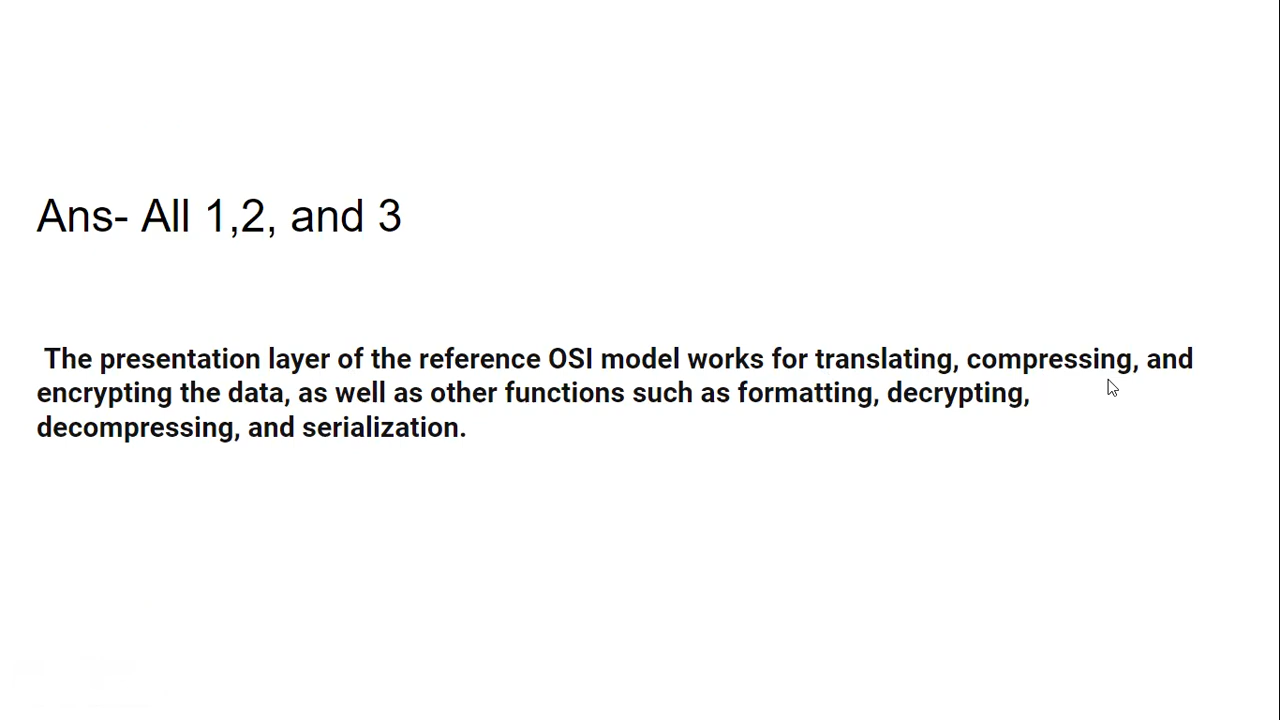 Ans- All 1,2, and 3
The presentation layer of the reference OSI model works for translating, compressing, and
encrypting the data, as well as other functions such as formatting, decrypting,
decompressing, and serialization.